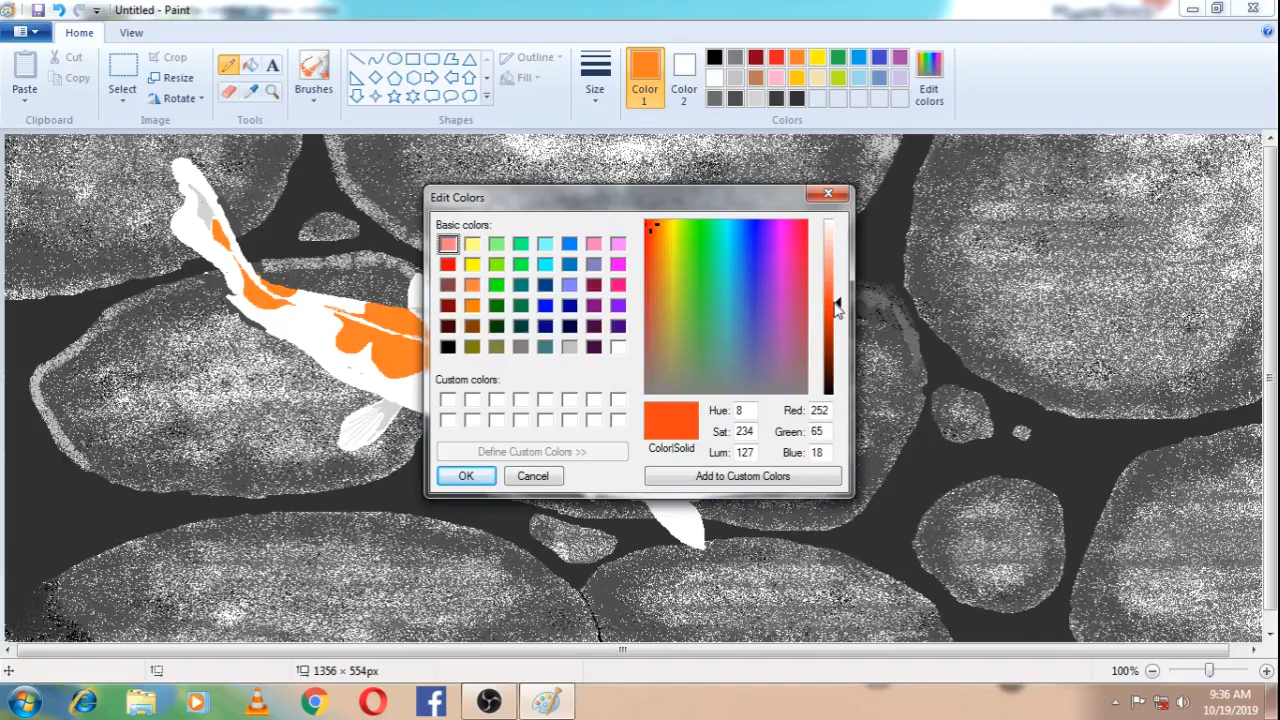 Untitled - Paint
Home
View
Paste
Cut
Copy
Clipboard
Select
Crop
Resize
Rotate
Image
Tools
Brushes
Outline
Fill
Shapes
Size
Color 1
Color 2
Edit colors
Colors
Edit Colors
Basic colors:
Custom colors:
Define Custom Colors >>
OK
Cancel
Color|Solid
Hue: 8
Red: 252
Sat: 234
Green: 65
Lum: 127
Blue: 18
Add to Custom Colors
1356 × 554px
100%
9:36 AM
10/19/2019